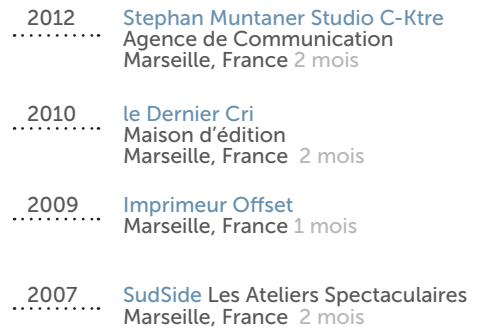 2012 Stephan Muntaner Studio C-Ktre
Agence de Communication
Marseille, France 2 mois
2010 le Dernier Cri
Maison d'édition
Marseille, France 2 mois
2009 Imprimeur Offset
Marseille, France 1 mois
2007 SudSide Les Ateliers Spectaculaires
Marseille, France 2 mois